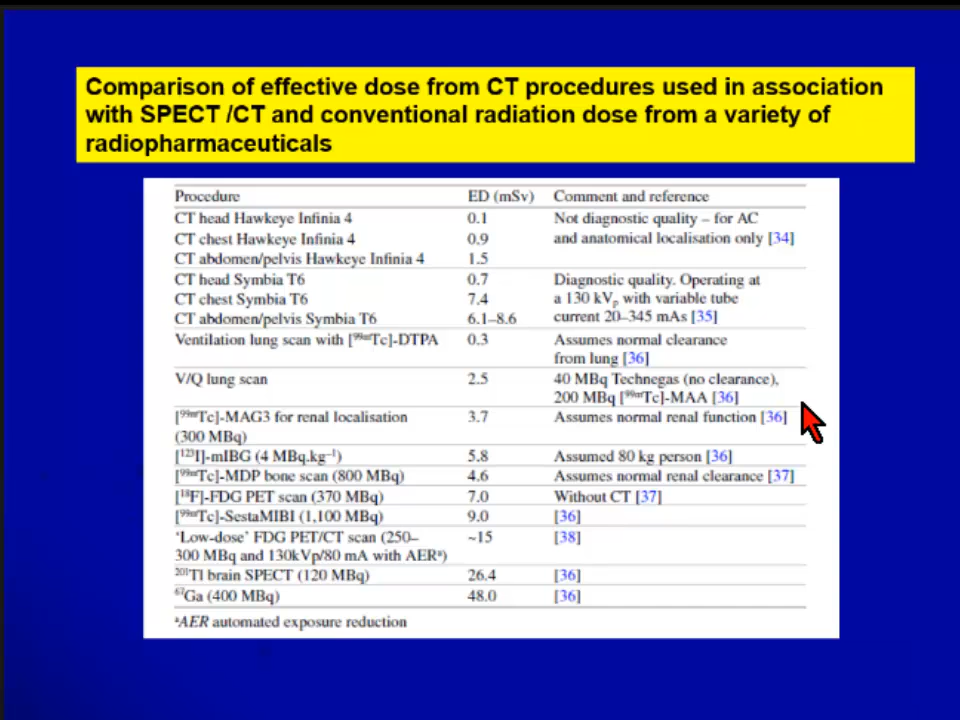 Comparison of effective dose from CT procedures used in association
with SPECT /CT and conventional radiation dose from a variety of
radiopharmaceuticals
Procedure ED (mSv) Comment and reference
CT head Hawkeye Infinia 4 0.1 Not diagnostic quality – for AC
CT chest Hawkeye Infinia 4 0.9 and anatomical localisation only [34]
CT abdomen/pelvis Hawkeye Infinia 4 1.5
CT head Symbia T6 0.7 Diagnostic quality. Operating at
CT chest Symbia T6 7.4 a 130 kVp with variable tube
CT abdomen/pelvis Symbia T6 6.1–8.6 current 20–345 mAs [35]
Ventilation lung scan with [⁹⁹ᵐTc]-DTPA 0.3 Assumes normal clearance
from lung [36]
V/Q lung scan 2.5 40 MBq Technegas (no clearance),
200 MBq [⁹⁹ᵐTc]-MAA [36]
[⁹⁹ᵐTc]-MAG3 for renal localisation 3.7 Assumes normal renal function [36]
(300 MBq)
[¹²³I]-mIBG (4 MBq.kg⁻¹) 5.8 Assumed 80 kg person [36]
[⁹⁹ᵐTc]-MDP bone scan (800 MBq) 4.6 Assumes normal renal clearance [37]
[¹⁸F]-FDG PET scan (370 MBq) 7.0 Without CT [37]
[⁹⁹ᵐTc]-SestaMIBI (1,100 MBq) 9.0 [36]
‘Low-dose’ FDG PET/CT scan (250– ~15 [38]
300 MBq and 130kVp/80 mA with AERᵃ)
²⁰¹Tl brain SPECT (120 MBq) 26.4 [36]
⁶⁷Ga (400 MBq) 48.0 [36]
ᵃAER automated exposure reduction